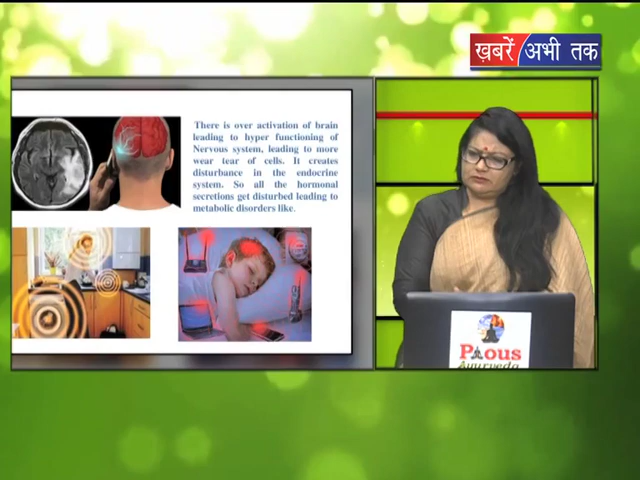 ख़बरें अभी तक
There is over activation of brain
leading to hyper functioning of
Nervous system, leading to more
wear tear of cells. It creates
disturbance in the endocrine
system. So all the hormonal
secretions get disturbed leading to
metabolic disorders like.
Pious
Ayurveda